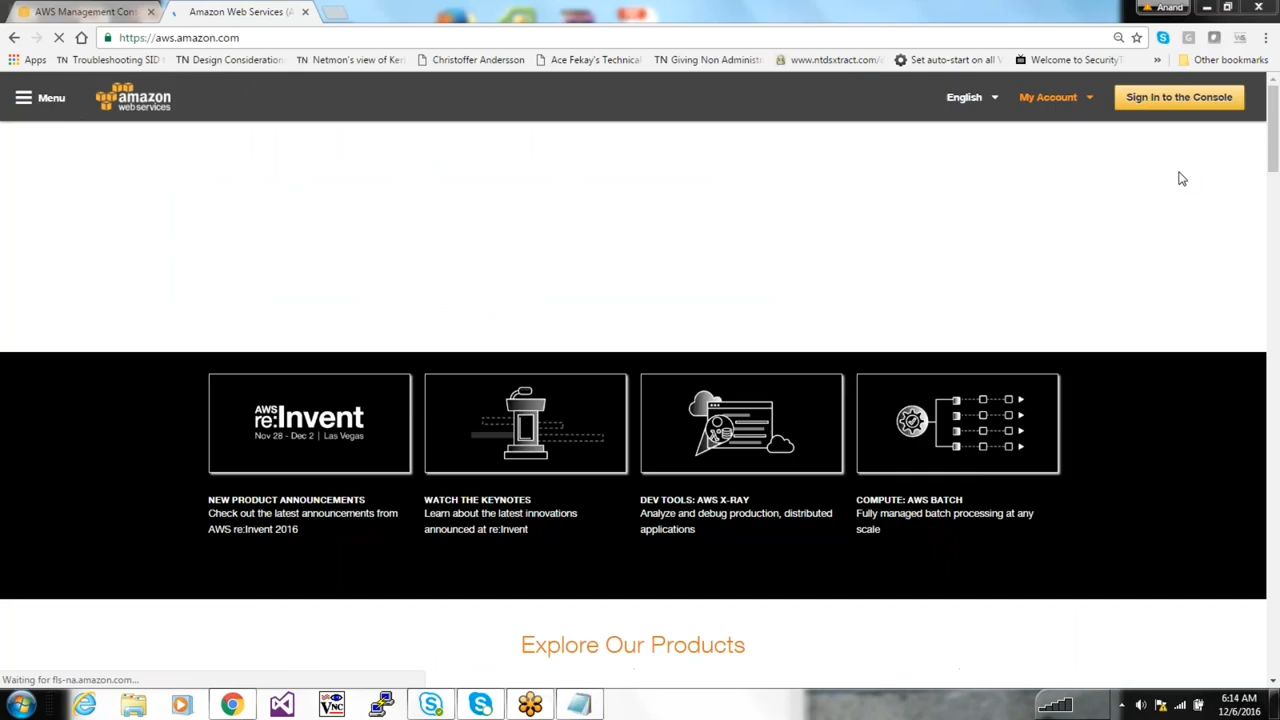 AWS Management Cons
Amazon Web Services (A
Anand
https://aws.amazon.com
Apps
TN Troubleshooting SID
TN Design Consideration
TN Netmon's view of Ker
Christoffer Andersson
Ace Fekay's Technical
TN Giving Non Administr
www.ntdsxtract.com/
Set auto-start on all V
Welcome to SecurityT
»
Other bookmarks
Menu
amazon
webservices
English
My Account
Sign In to the Console
AWS
re:Invent
Nov 28 - Dec 2 | Las Vegas
NEW PRODUCT ANNOUNCEMENTS
Check out the latest announcements from
AWS re:Invent 2016
WATCH THE KEYNOTES
Learn about the latest innovations
announced at re:Invent
DEV TOOLS: AWS X-RAY
Analyze and debug production, distributed
applications
COMPUTE: AWS BATCH
Fully managed batch processing at any
scale
Explore Our Products
Waiting for fls-na.amazon.com...
VNC
6:14 AM
12/6/2016